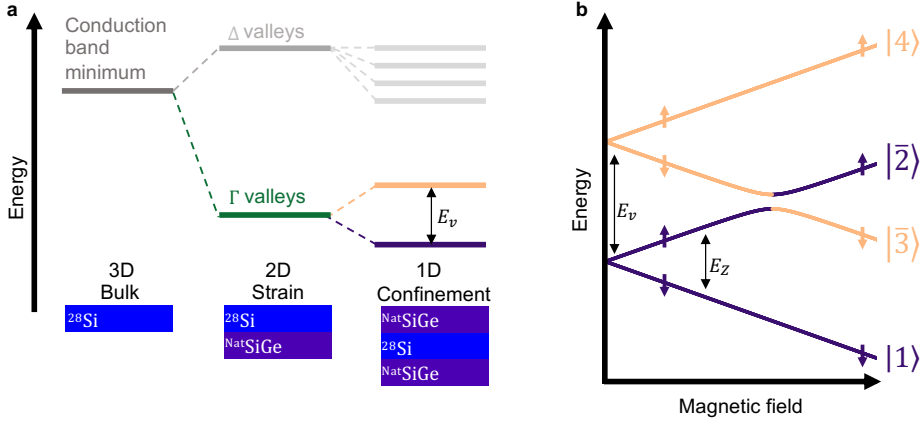 a
Energy
Conduction
band
minimum
Δ valleys
Γ valleys
E_v
3D
Bulk
2D
Strain
1D
Confinement
²⁸Si
²⁸Si
ᴺᵃᵗSiGe
ᴺᵃᵗSiGe
²⁸Si
ᴺᵃᵗSiGe
b
Energy
E_v
E_Z
|4⟩
|2̅⟩
|3̅⟩
|1⟩
Magnetic field